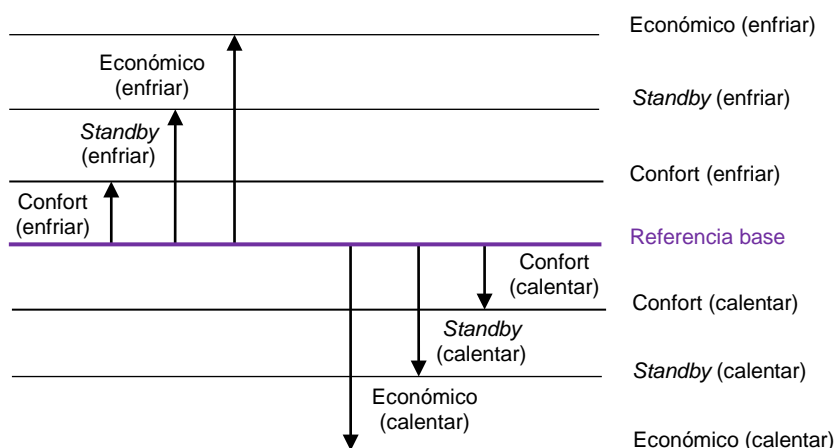 Económico (enfriar)
Económico
(enfriar)
Standby (enfriar)
Standby
(enfriar)
Confort (enfriar)
Confort
(enfriar)
Referencia base
Confort
(calentar)
Confort (calentar)
Standby
(calentar)
Standby (calentar)
Económico
(calentar)
Económico (calentar)